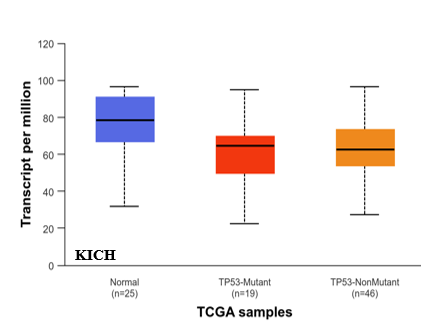 Transcript per million
120
100
80
60
40
20
0
KICH
Normal
(n=25)
TP53-Mutant
(n=19)
TP53-NonMutant
(n=46)
TCGA samples